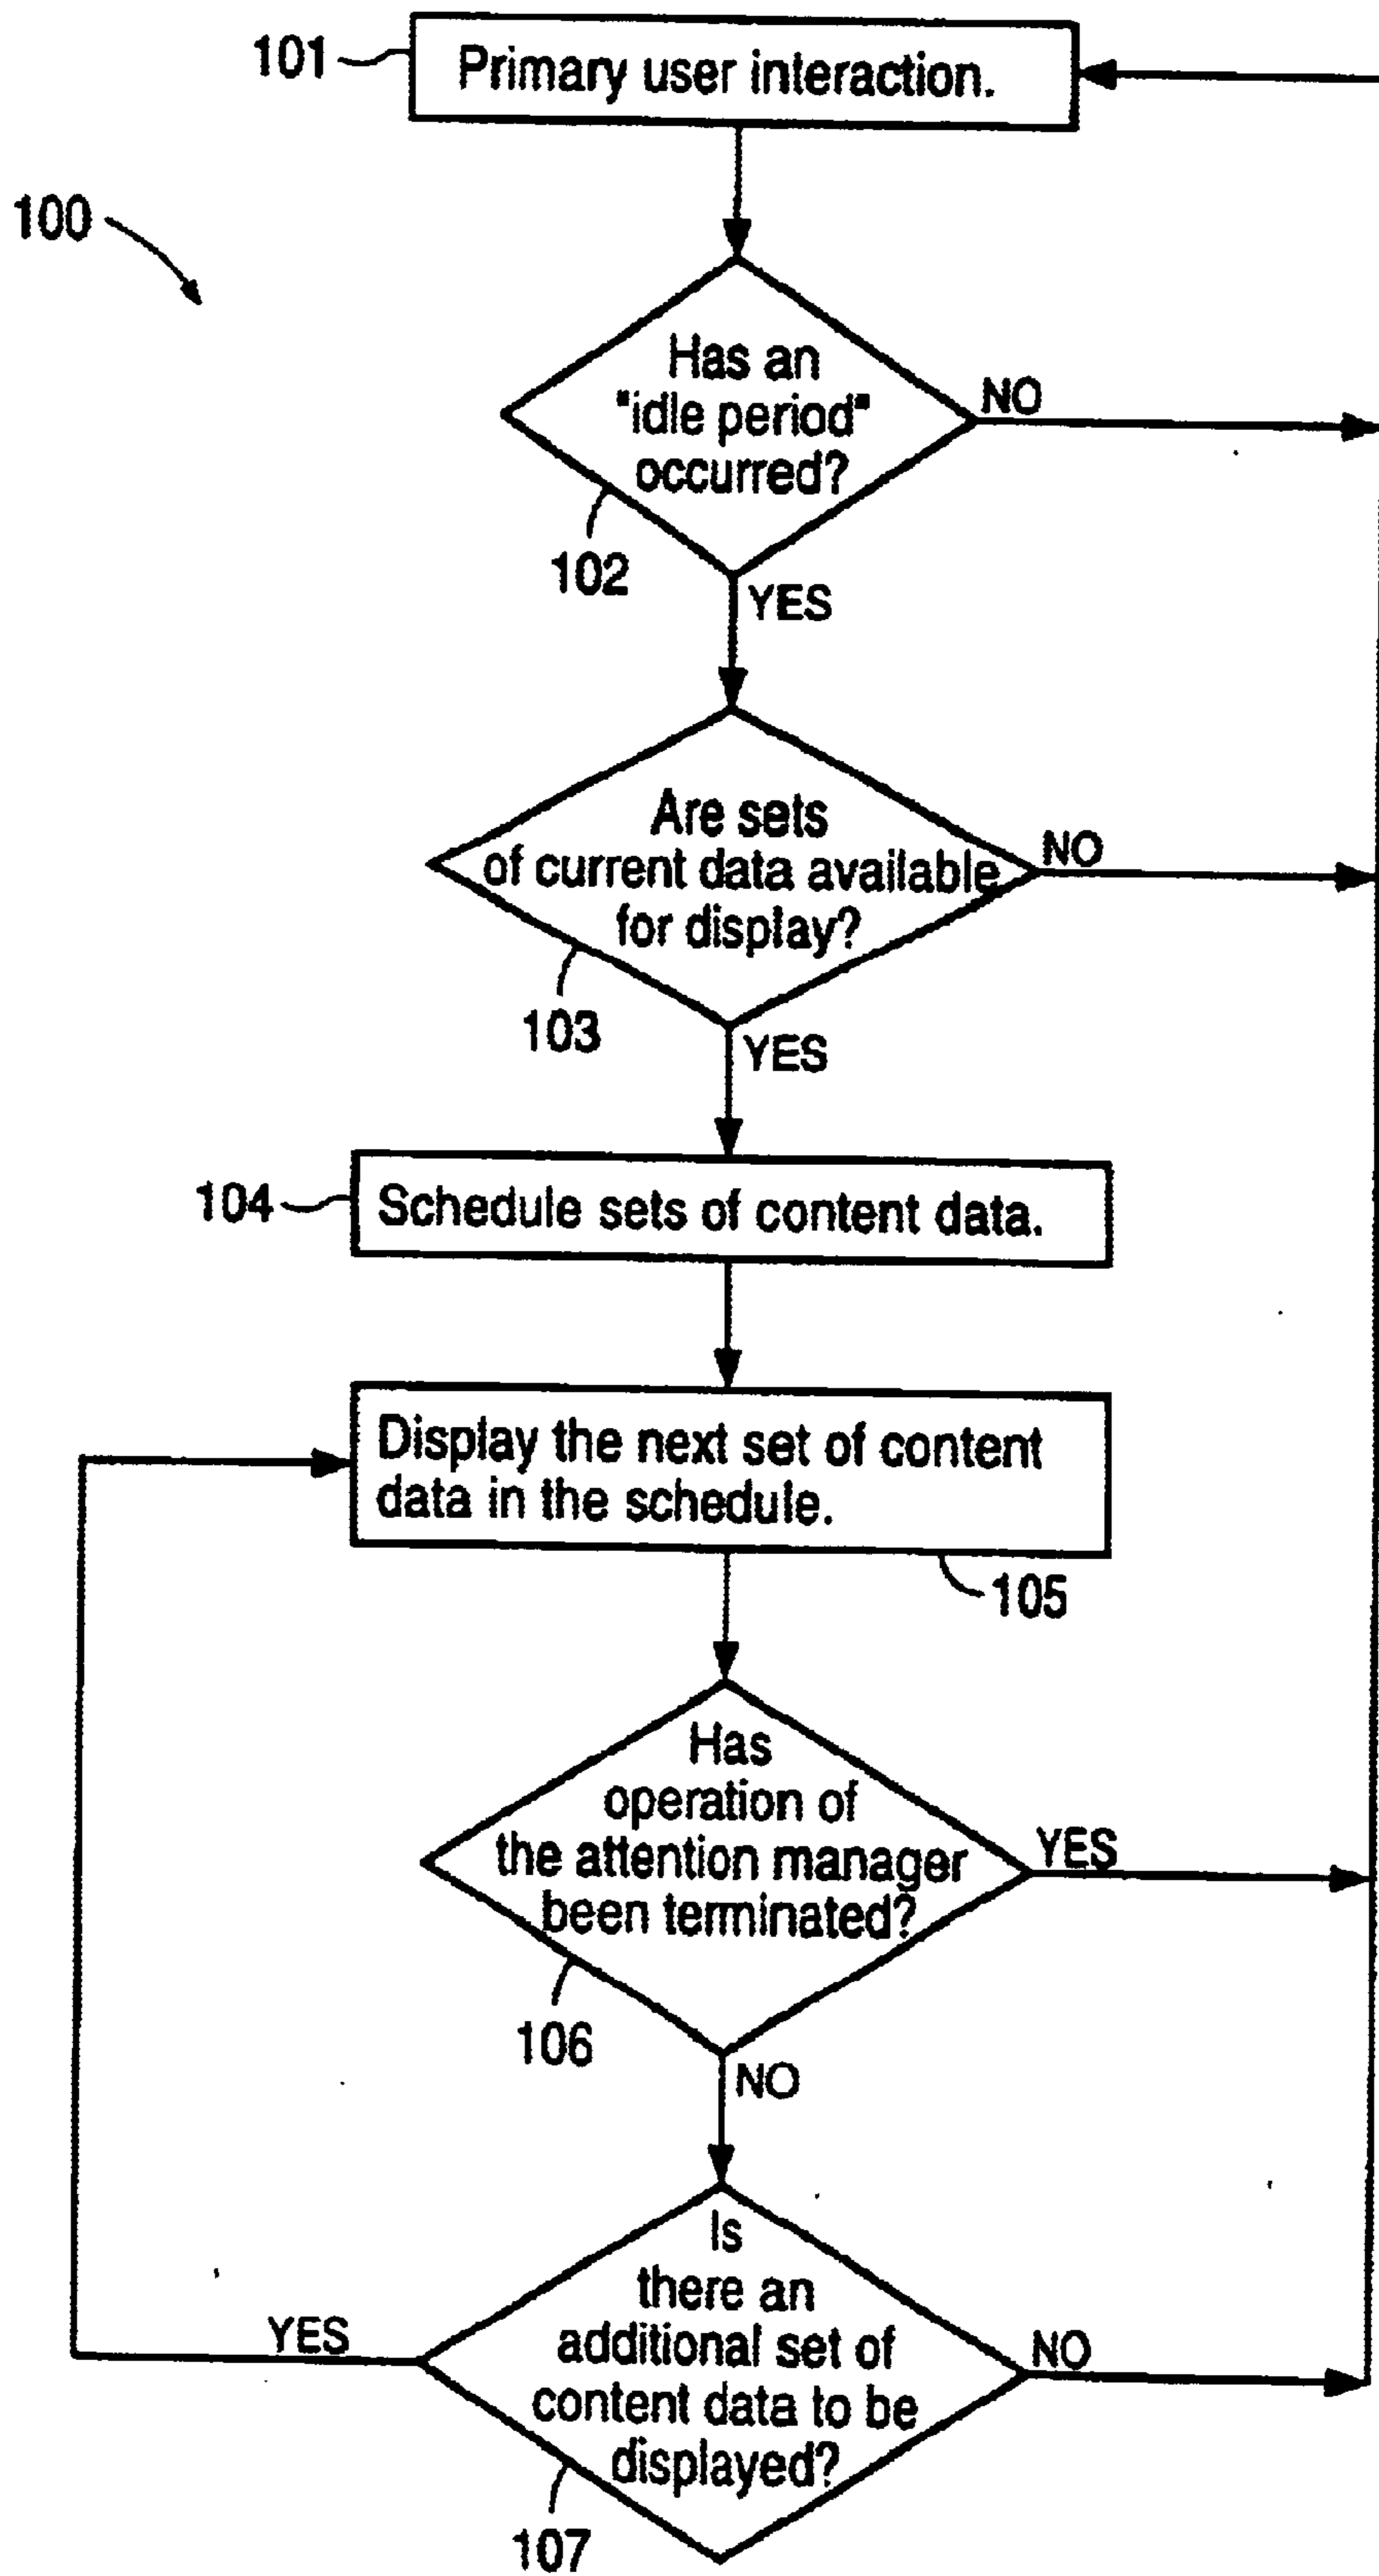 101
Primary user interaction.
100
Has an
"idle period"
occurred?
NO
102
YES
Are sets
of current data available
for display?
NO
103
YES
104
Schedule sets of content data.
Display the next set of content
data in the schedule.
105
Has
operation of
the attention manager
been terminated?
YES
106
NO
Is
there an
additional set of
content data to be
displayed?
YES
NO
107